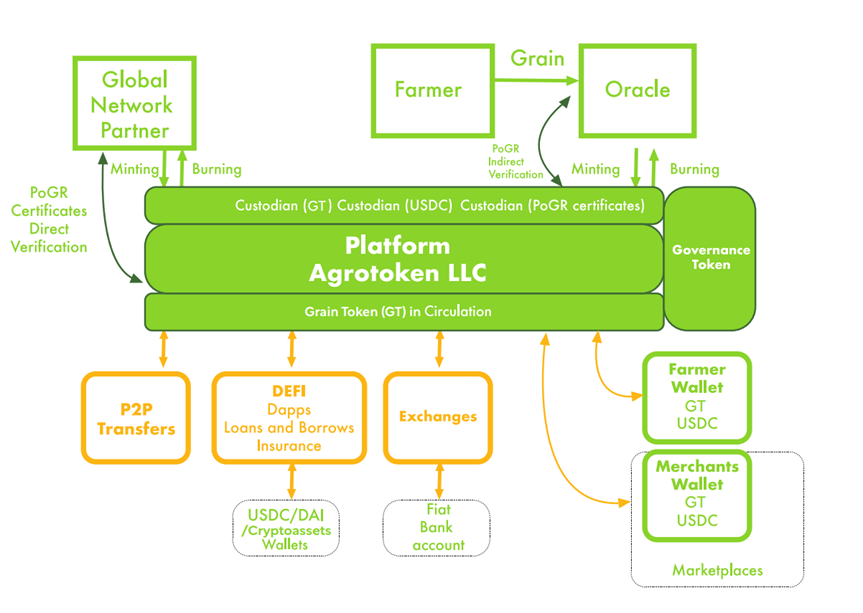 Global
Network
Partner
Farmer
Grain
Oracle
Minting
Burning
PoGR
Indirect
Verification
Minting
Burning
PoGR
Certificates
Direct
Verification
Custodian (GT) Custodian (USDC) Custodian (PoGR certificates)
Platform
Agrotoken LLC
Governance
Token
Grain Token (GT) in Circulation
P2P
Transfers
DEFI
Dapps
Loans and Borrows
Insurance
Exchanges
Farmer
Wallet
GT
USDC
Merchants
Wallet
GT
USDC
USDC/DAI
/Cryptoassets
Wallets
Fiat
Bank
account
Marketplaces